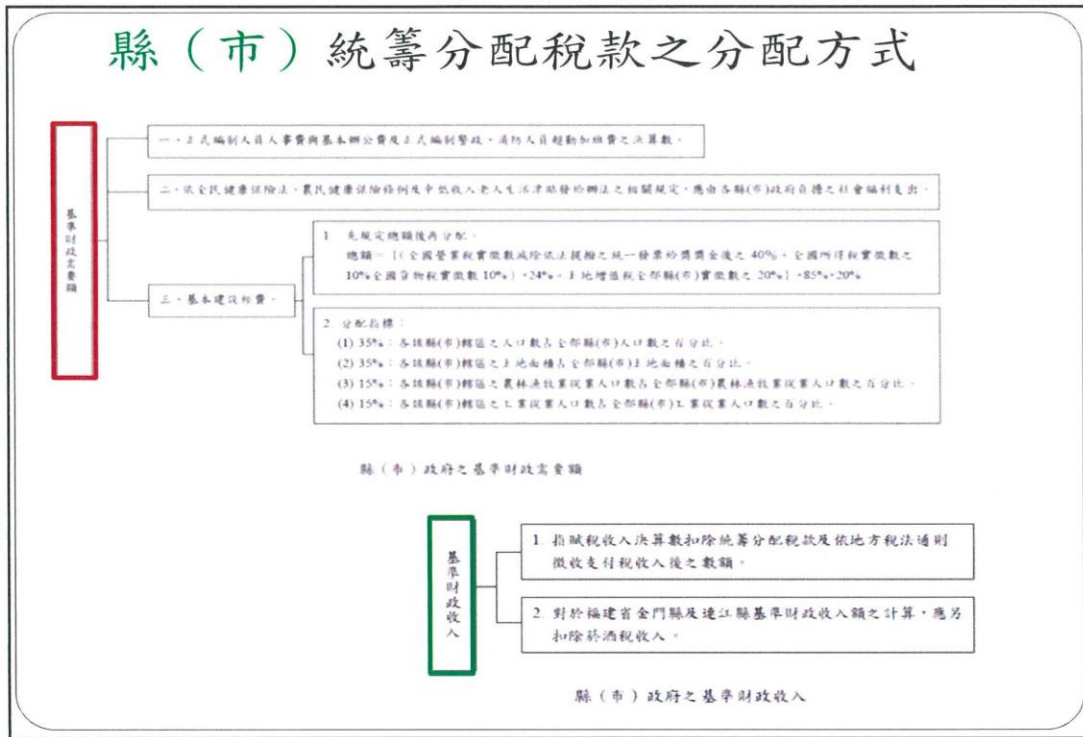 縣（市）統籌分配稅款之分配方式
基準財政需要額
一、正式編制人員人事費與基本辦公費及正式編制警政、消防人員超勤加班費之決算數。
二、依全民健康保險法、農民健康保險條例及中低收入老人生活津貼發給辦法之相關規定，應由各縣(市)政府負擔之社會福利支出。
三、基本建設經費。
1. 先規定總額後再分配。
總額＝{(全國營業稅實徵數減除依法提撥之統一發票給獎獎金後之 40%＋全國所得稅實徵數之
10%全國貨物稅實徵數 10%) ×24%＋土地增值稅全部縣(市)實徵數之 20%} ×85%×20%
2. 分配指標：
(1) 35%：各該縣(市)轄區之人口數占全部縣(市)人口數之百分比。
(2) 35%：各該縣(市)轄區之土地面積占全部縣(市)土地面積之百分比。
(3) 15%：各該縣(市)轄區之農林漁牧業從業人口數占全部縣(市)農林漁牧業從業人口數之百分比。
(4) 15%：各該縣(市)轄區之工業從業人口數占全部縣(市)工業從業人口數之百分比。
縣（市）政府之基準財政需要額
基準財政收入
1. 指賦稅收入決算數扣除統籌分配稅款及依地方稅法通則
徵收支付稅收入後之數額。
2. 對於福建省金門縣及連江縣基準財政收入額之計算，應另
扣除菸酒稅收入。
縣（市）政府之基準財政收入